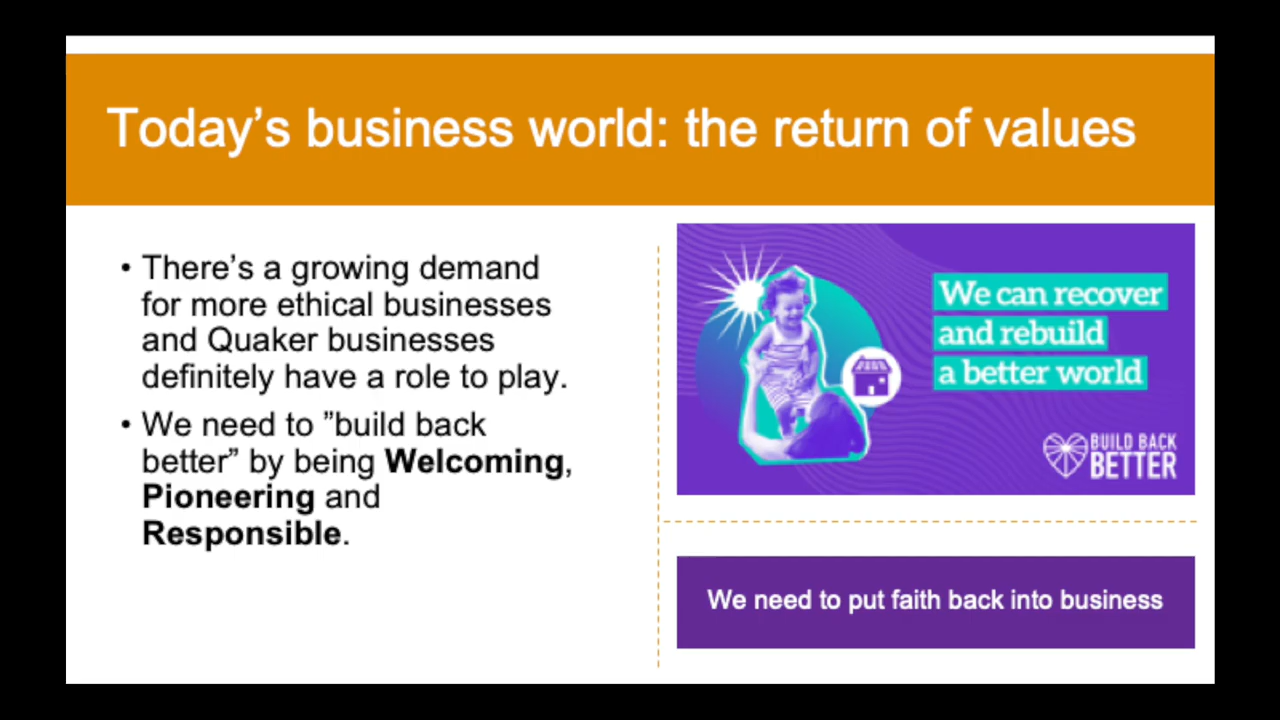 Today’s business world: the return of values
• There’s a growing demand
for more ethical businesses
and Quaker businesses
definitely have a role to play.
• We need to ”build back
better” by being Welcoming,
Pioneering and
Responsible.
We can recover
and rebuild
a better world
BUILD BACK
BETTER
We need to put faith back into business